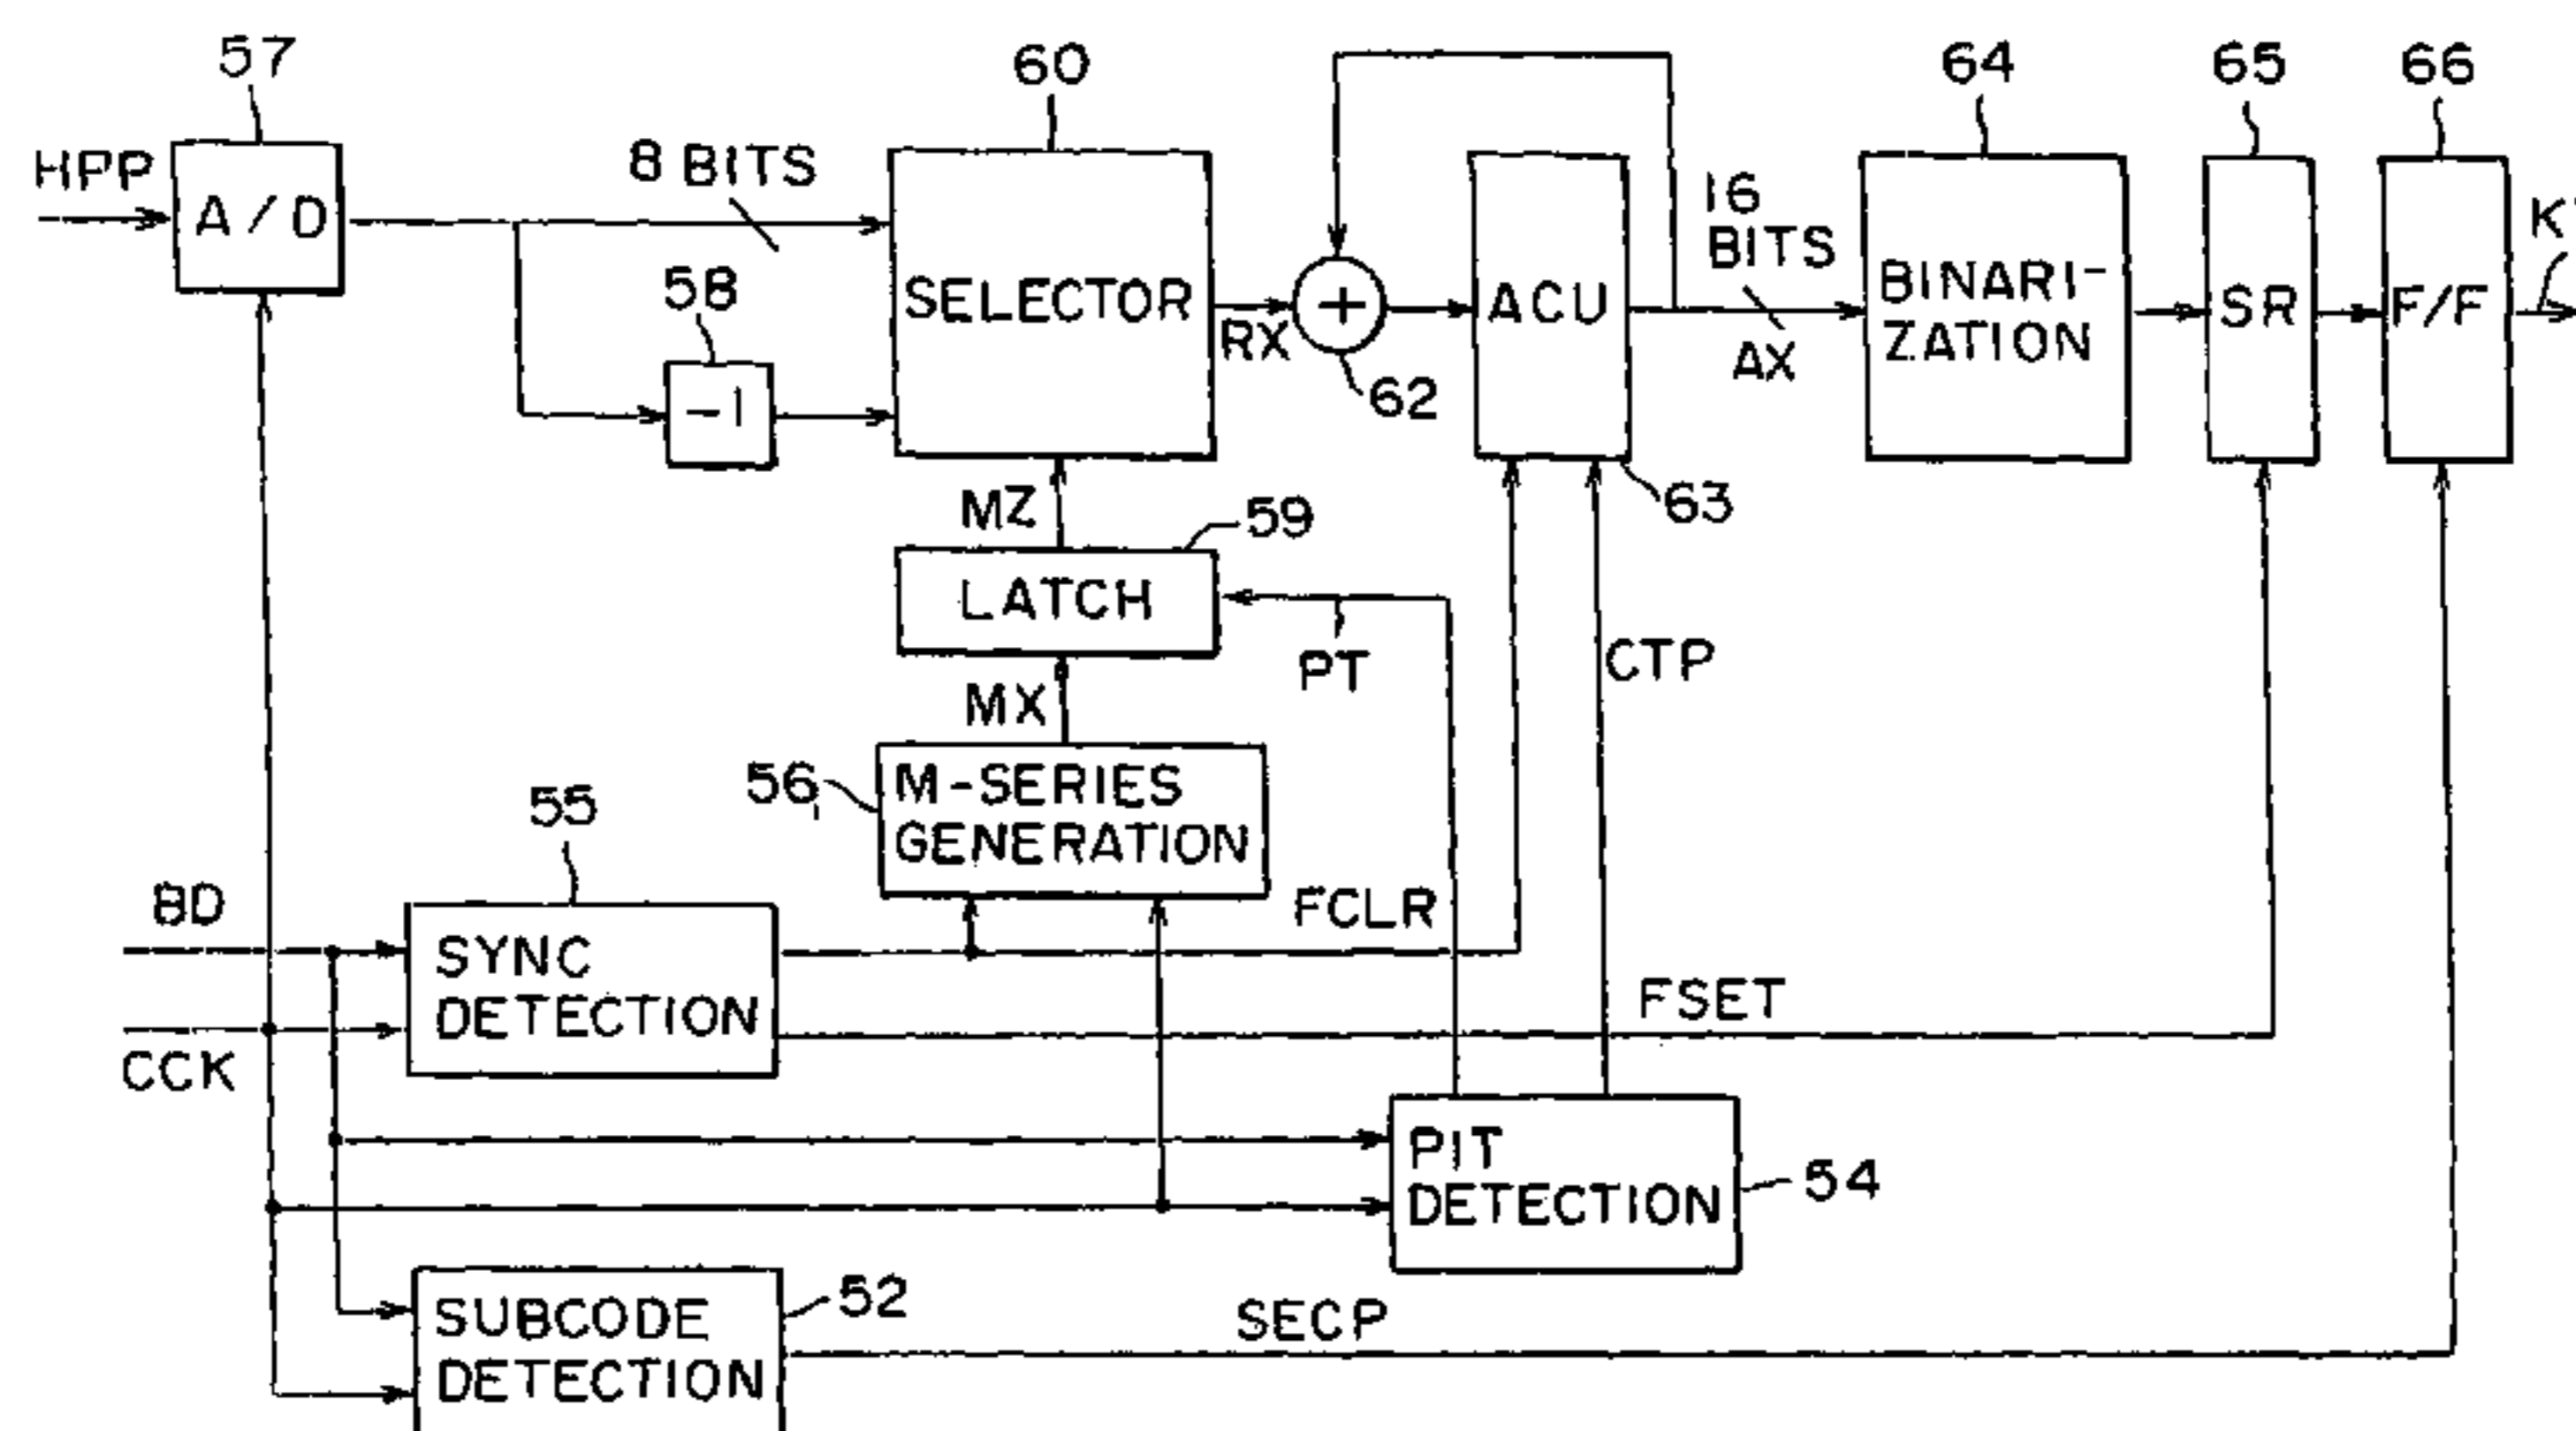 57
60
64
65
66
HPP
A/D
8 BITS
58
-1
SELECTOR
RX
+
62
ACU
63
16
BITS
AX
BINARI-
ZATION
SR
F/F
MZ
59
LATCH
PT
CTP
MX
56
M-SERIES
GENERATION
55
8D
CCK
SYNC
DETECTION
FCLR
FSET
PIT
DETECTION
54
SUBCODE
DETECTION
52
SECP